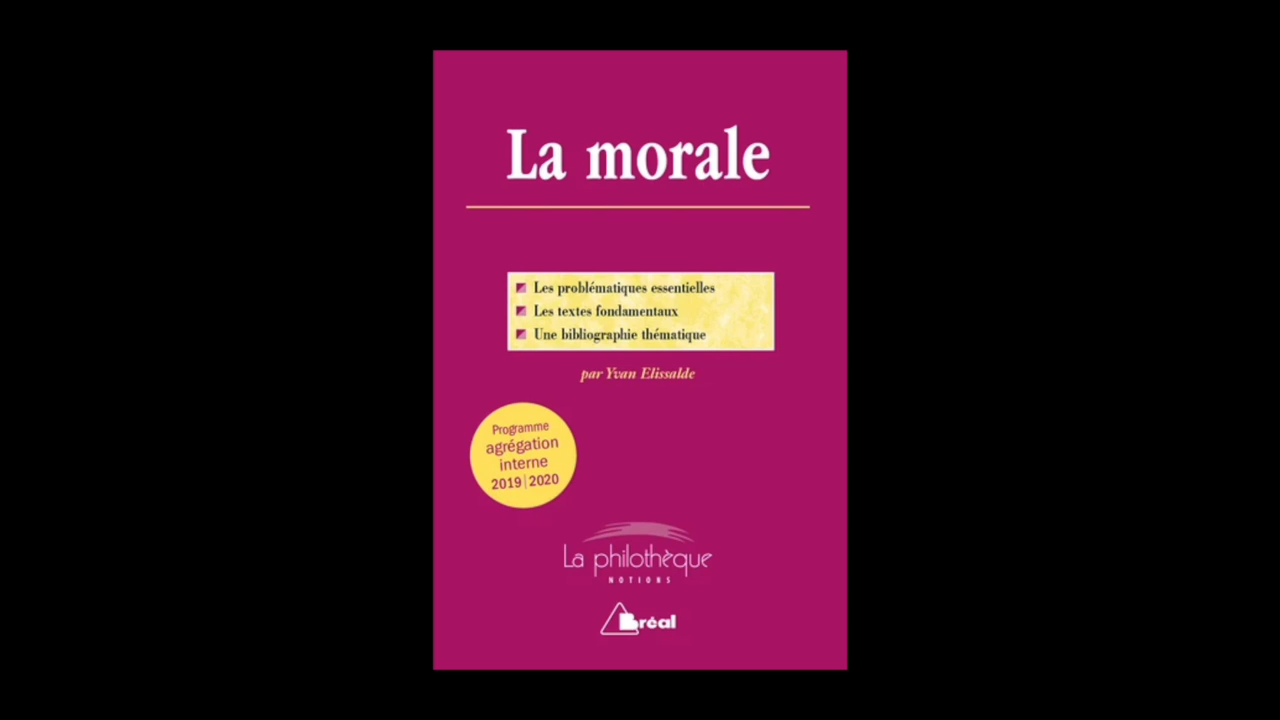 La morale
Les problématiques essentielles
Les textes fondamentaux
Une bibliographie thématique
par Yvan Elissalde
Programme
agrégation
interne
2019|2020
La philothèque
NOTIONS
Bréal